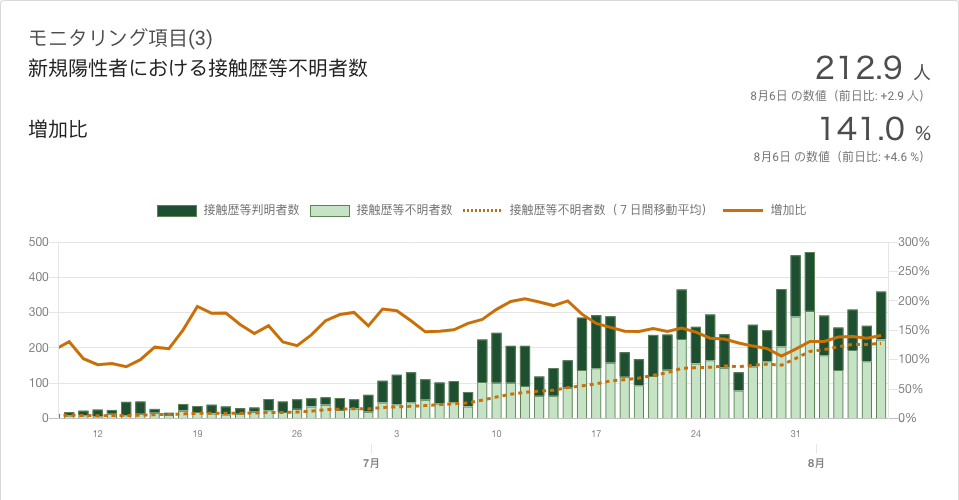 モニタリング項目(3)
新規陽性者における接触歴等不明者数
212.9 人
8月6日 の数値（前日比: +2.9 人）
増加比
141.0 %
8月6日 の数値（前日比: +4.6 %）
接触歴等判明者数 接触歴等不明者数 接触歴等不明者数（７日間移動平均） 増加比
500 300%
250%
400
300 200%
150%
200
100%
100
50%
0 0%
12 19 26 3 10 17 24 31
7月 8月